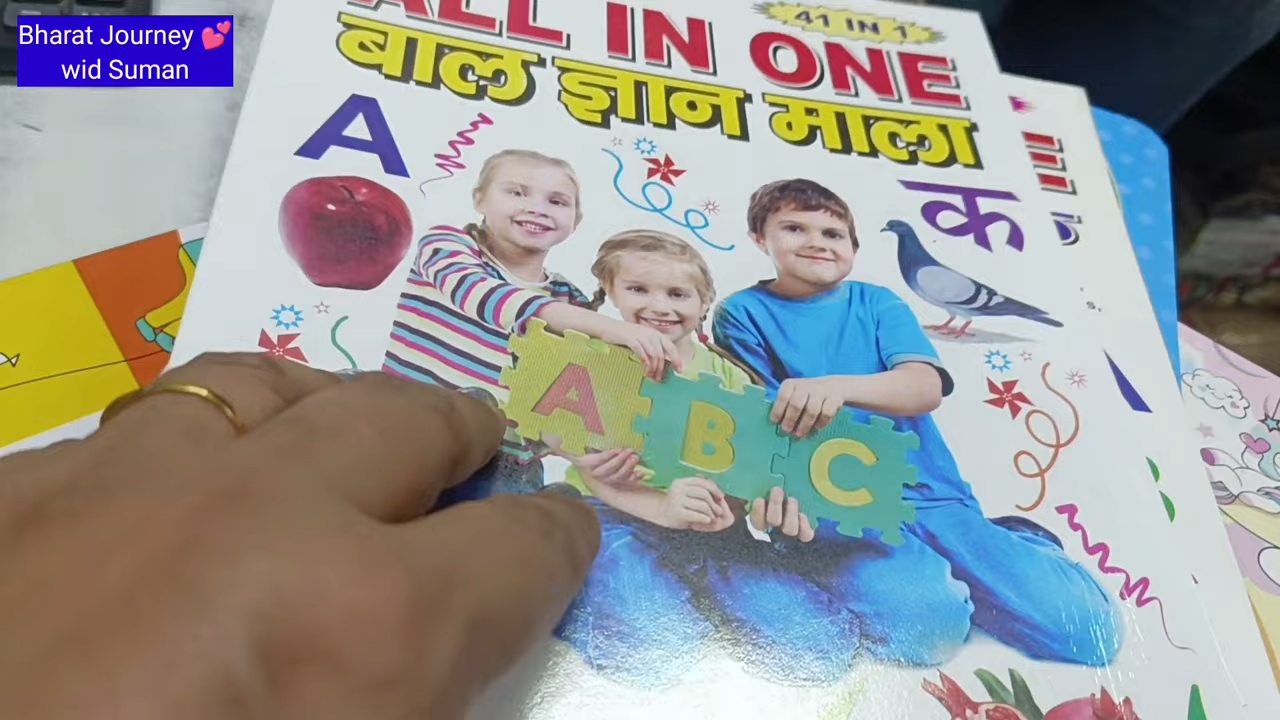 Bharat Journey 💕
wid Suman
ALL IN ONE
41 IN 1
बाल ज्ञान माला
A
क
A B C